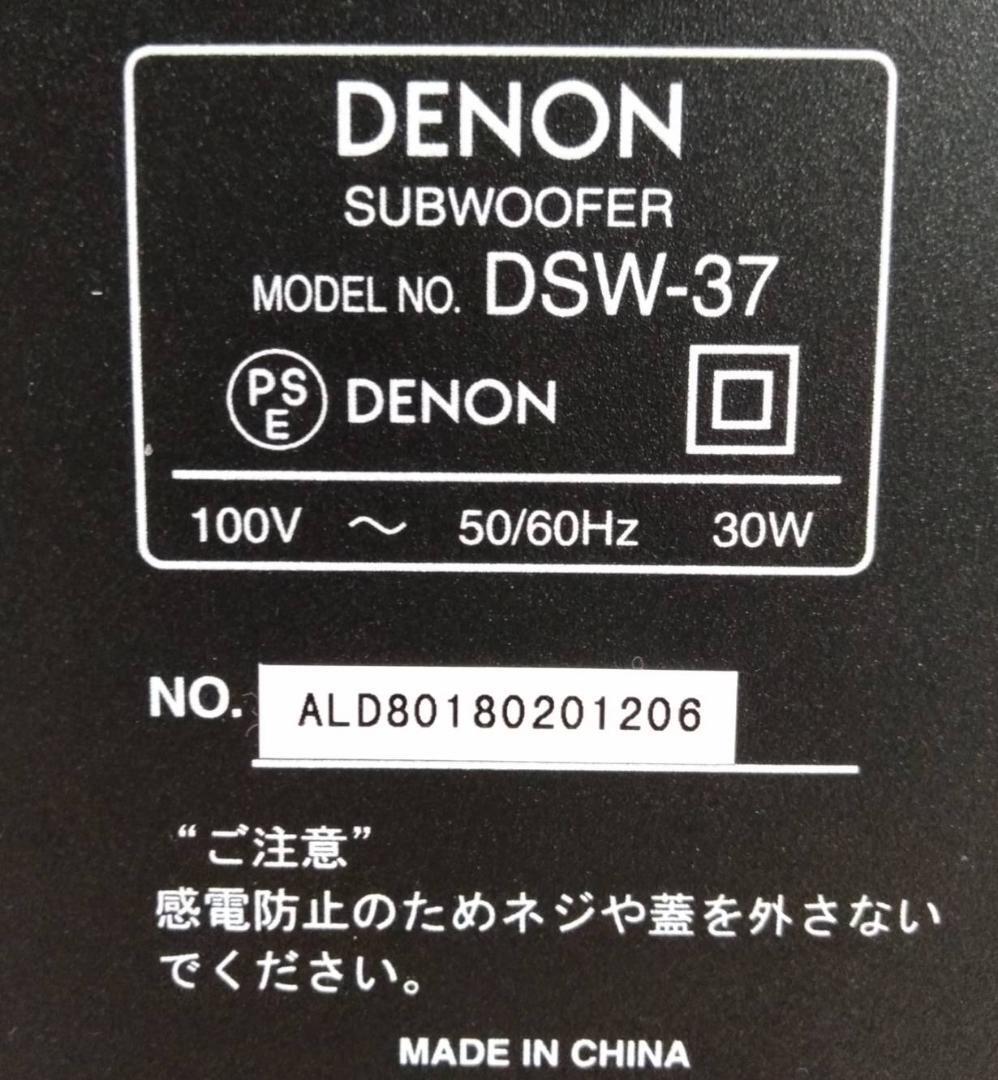 DENON
SUBWOOFER
MODEL NO. DSW-37
PSE DENON
100V ～ 50/60Hz 30W
NO. ALD80180201206
“ご注意”
感電防止のためネジや蓋を外さない
でください。
MADE IN CHINA